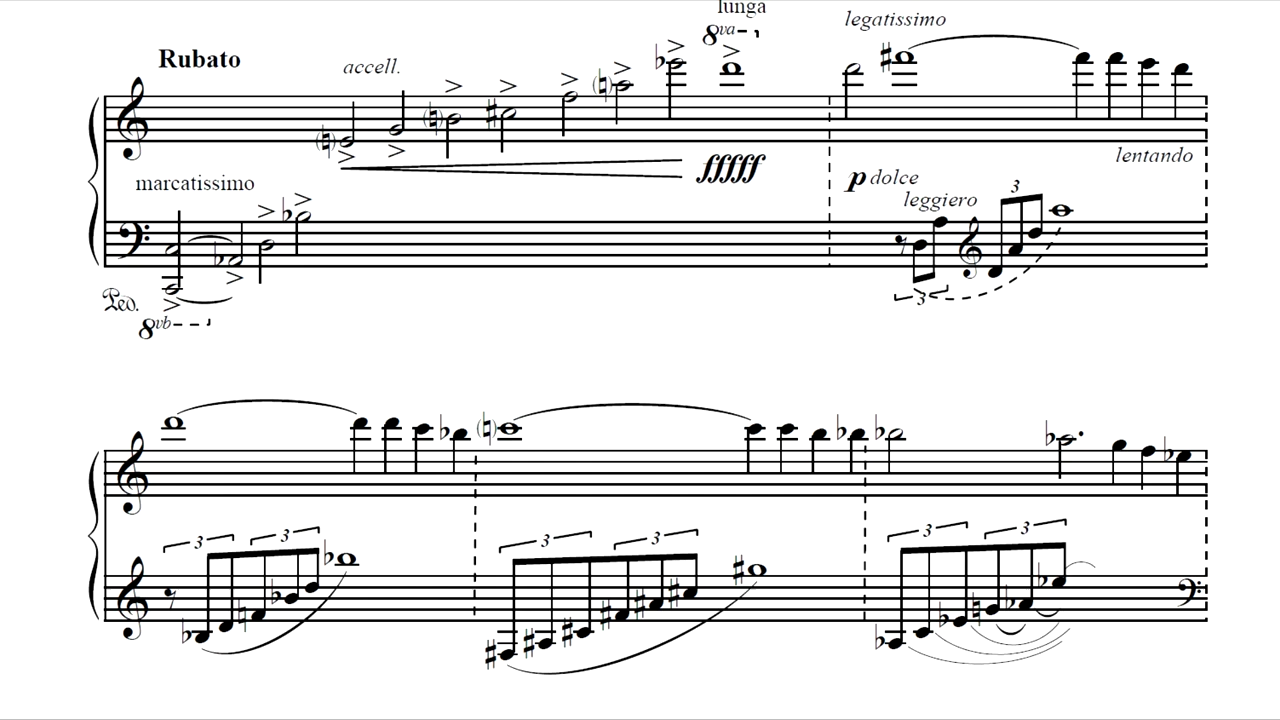 lunga
8va
legatissimo
Rubato
accell.
marcatissimo
fffff
lentando
p dolce
leggiero
3
3
Ped.
8vb
3
3
3
3
3
3